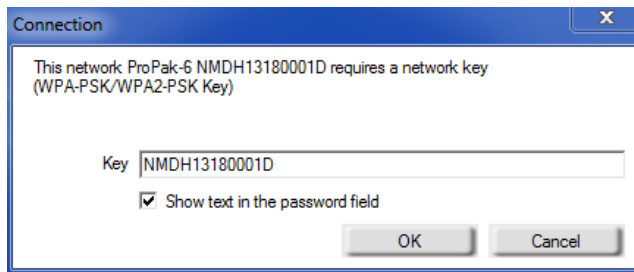 Connection
X
This network ProPak-6 NMDH13180001D requires a network key
(WPA-PSK/WPA2-PSK Key)
Key NMDH13180001D
Show text in the password field
OK Cancel